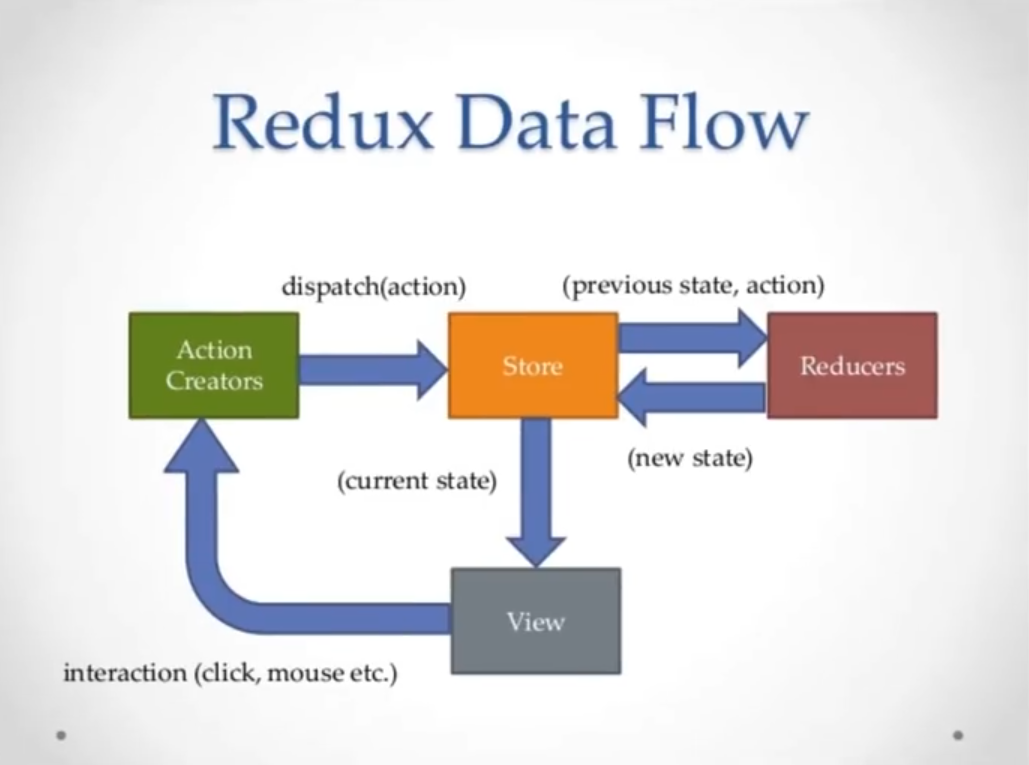 Redux Data Flow
dispatch(action)
(previous state, action)
Action
Creators
Store
Reducers
(new state)
(current state)
View
interaction (click, mouse etc.)